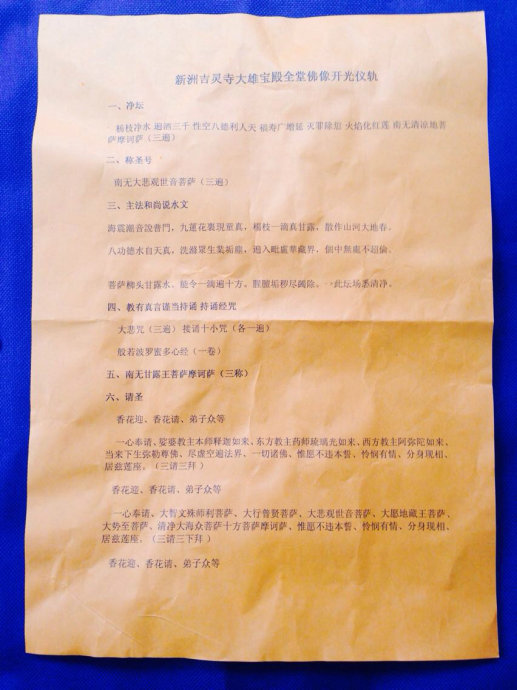 新洲吉灵寺大雄宝殿全堂佛像开光仪轨
一、净坛
杨枝净水 遍洒三千 性空八德利人天 福寿广增延 灭罪除愆 火焰化红莲 南无清凉地菩
萨摩诃萨（三遍）
二、称圣号
南无大悲观世音菩萨（三遍）
三、主法和尚说水文
海震潮音說普門，九蓮花裏現童真，楊枝一滴真甘露，散作山河大地春。
八功德水自天真，洗滌眾生業垢塵，遍入毗盧華藏界，個中無處不超倫。
菩萨柳头甘露水、能令一滴遍十方、腥膻垢秽尽蠲除、一此坛场悉清净。
四、教有真言谨当持诵 持诵经咒
大悲咒（三遍） 接诵十小咒（各一遍）
般若波罗蜜多心经（一卷）
五、南无甘露王菩萨摩诃萨（三称）
六、请圣
香花迎、香花请、弟子众等
一心奉请、娑婆教主本师释迦如来、东方教主药师琉璃光如来、西方教主阿弥陀如来、
当来下生弥勒尊佛、尽虚空遍法界、一切诸佛、惟愿不违本誓、怜悯有情、分身现相、
居兹莲座。（三请三拜）
香花迎、香花请、弟子众等
一心奉请、大智文殊师利菩萨、大行普贤菩萨、大悲观世音菩萨、大愿地藏王菩萨、
大势至菩萨、清净大海众菩萨十方菩萨摩诃萨、惟愿不违本誓、怜悯有情、分身现相、
居兹莲座。（三请三下拜）
香花迎、香花请、弟子众等